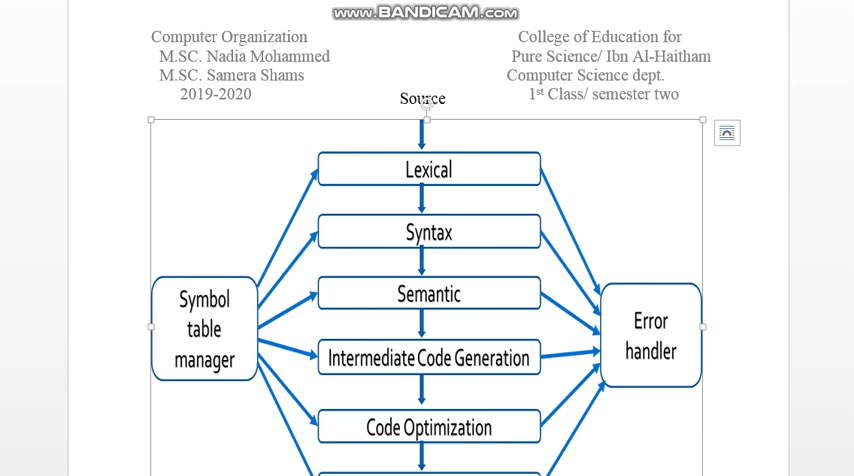 www.BANDICAM.com
Computer Organization
M.SC. Nadia Mohammed
M.SC. Samera Shams
2019-2020
College of Education for
Pure Science/ Ibn Al-Haitham
Computer Science dept.
1st Class/ semester two
Source
Lexical
Syntax
Semantic
Intermediate Code Generation
Code Optimization
Symbol
table
manager
Error
handler